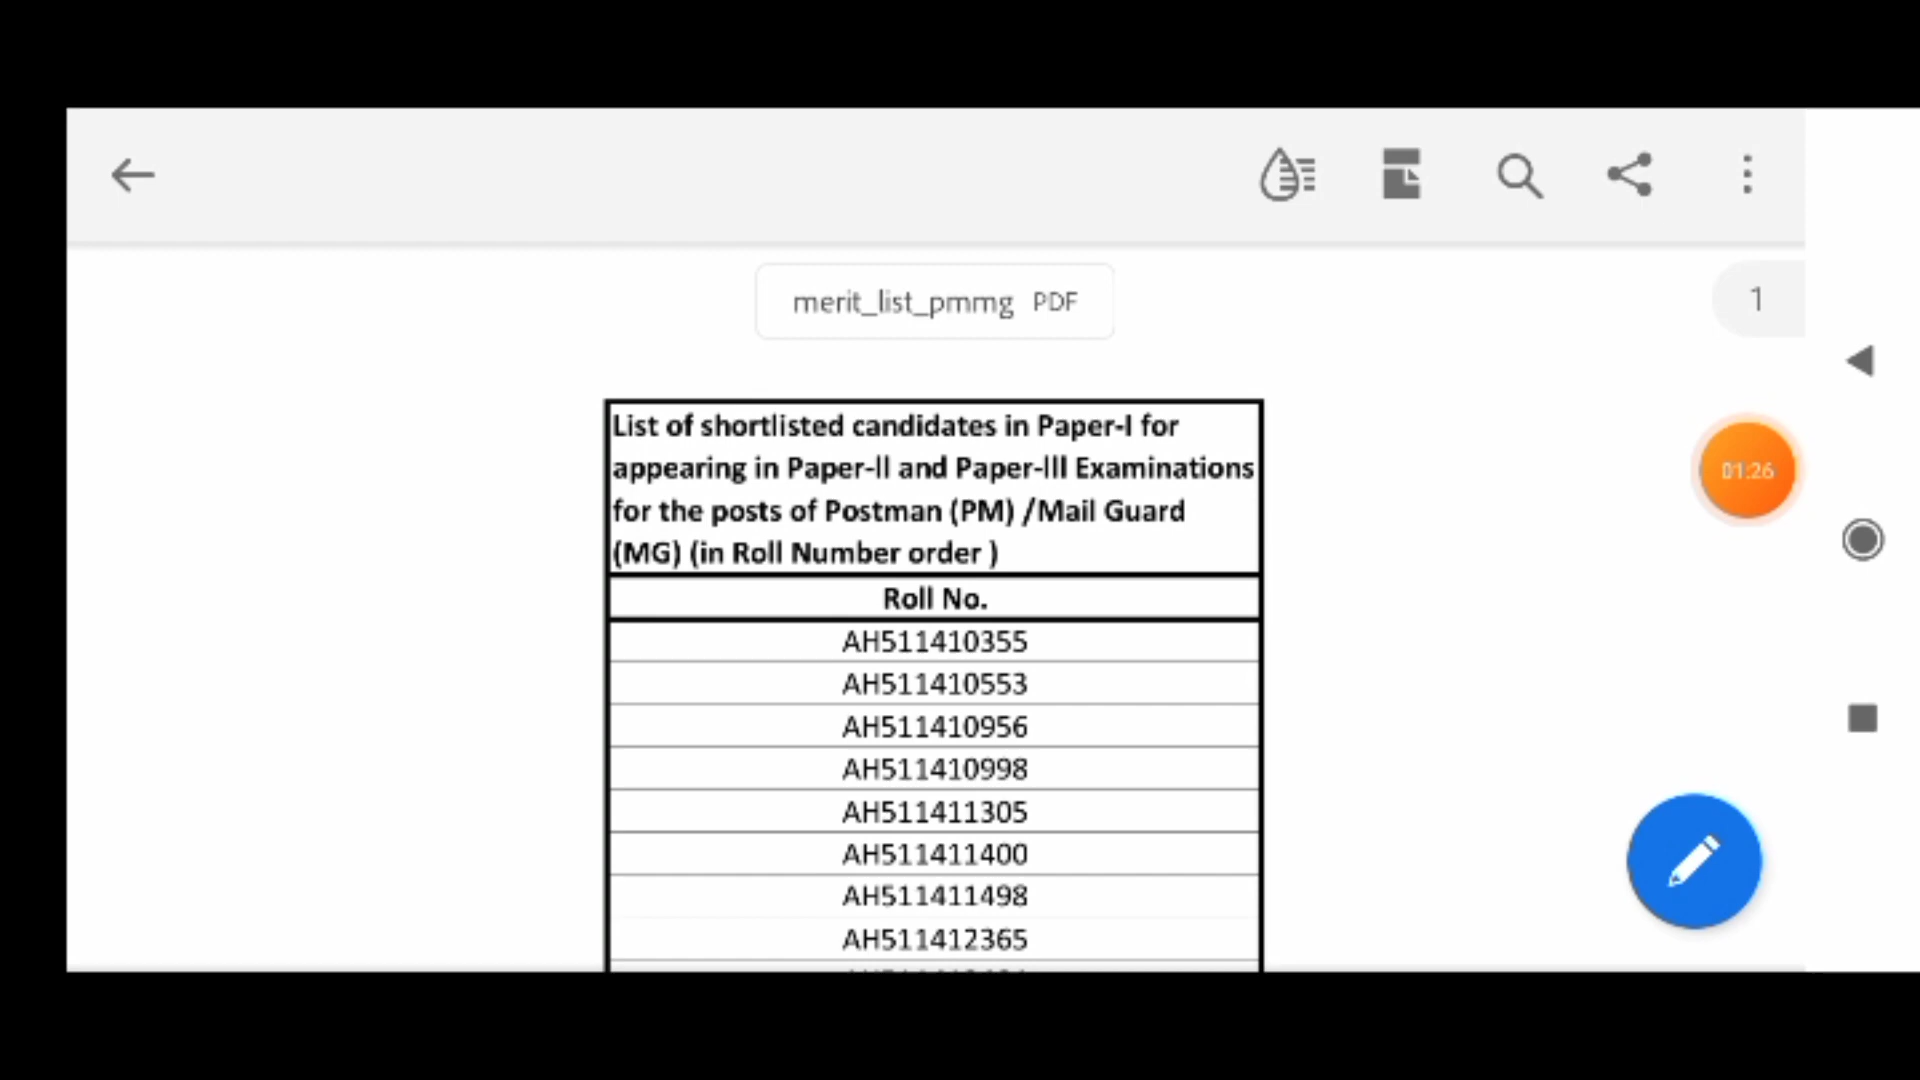 merit_list_pmmg PDF
1
List of shortlisted candidates in Paper-I for
appearing in Paper-II and Paper-III Examinations
for the posts of Postman (PM) /Mail Guard
(MG) (in Roll Number order )
Roll No.
AH511410355
AH511410553
AH511410956
AH511410998
AH511411305
AH511411400
AH511411498
AH511412365
01:26